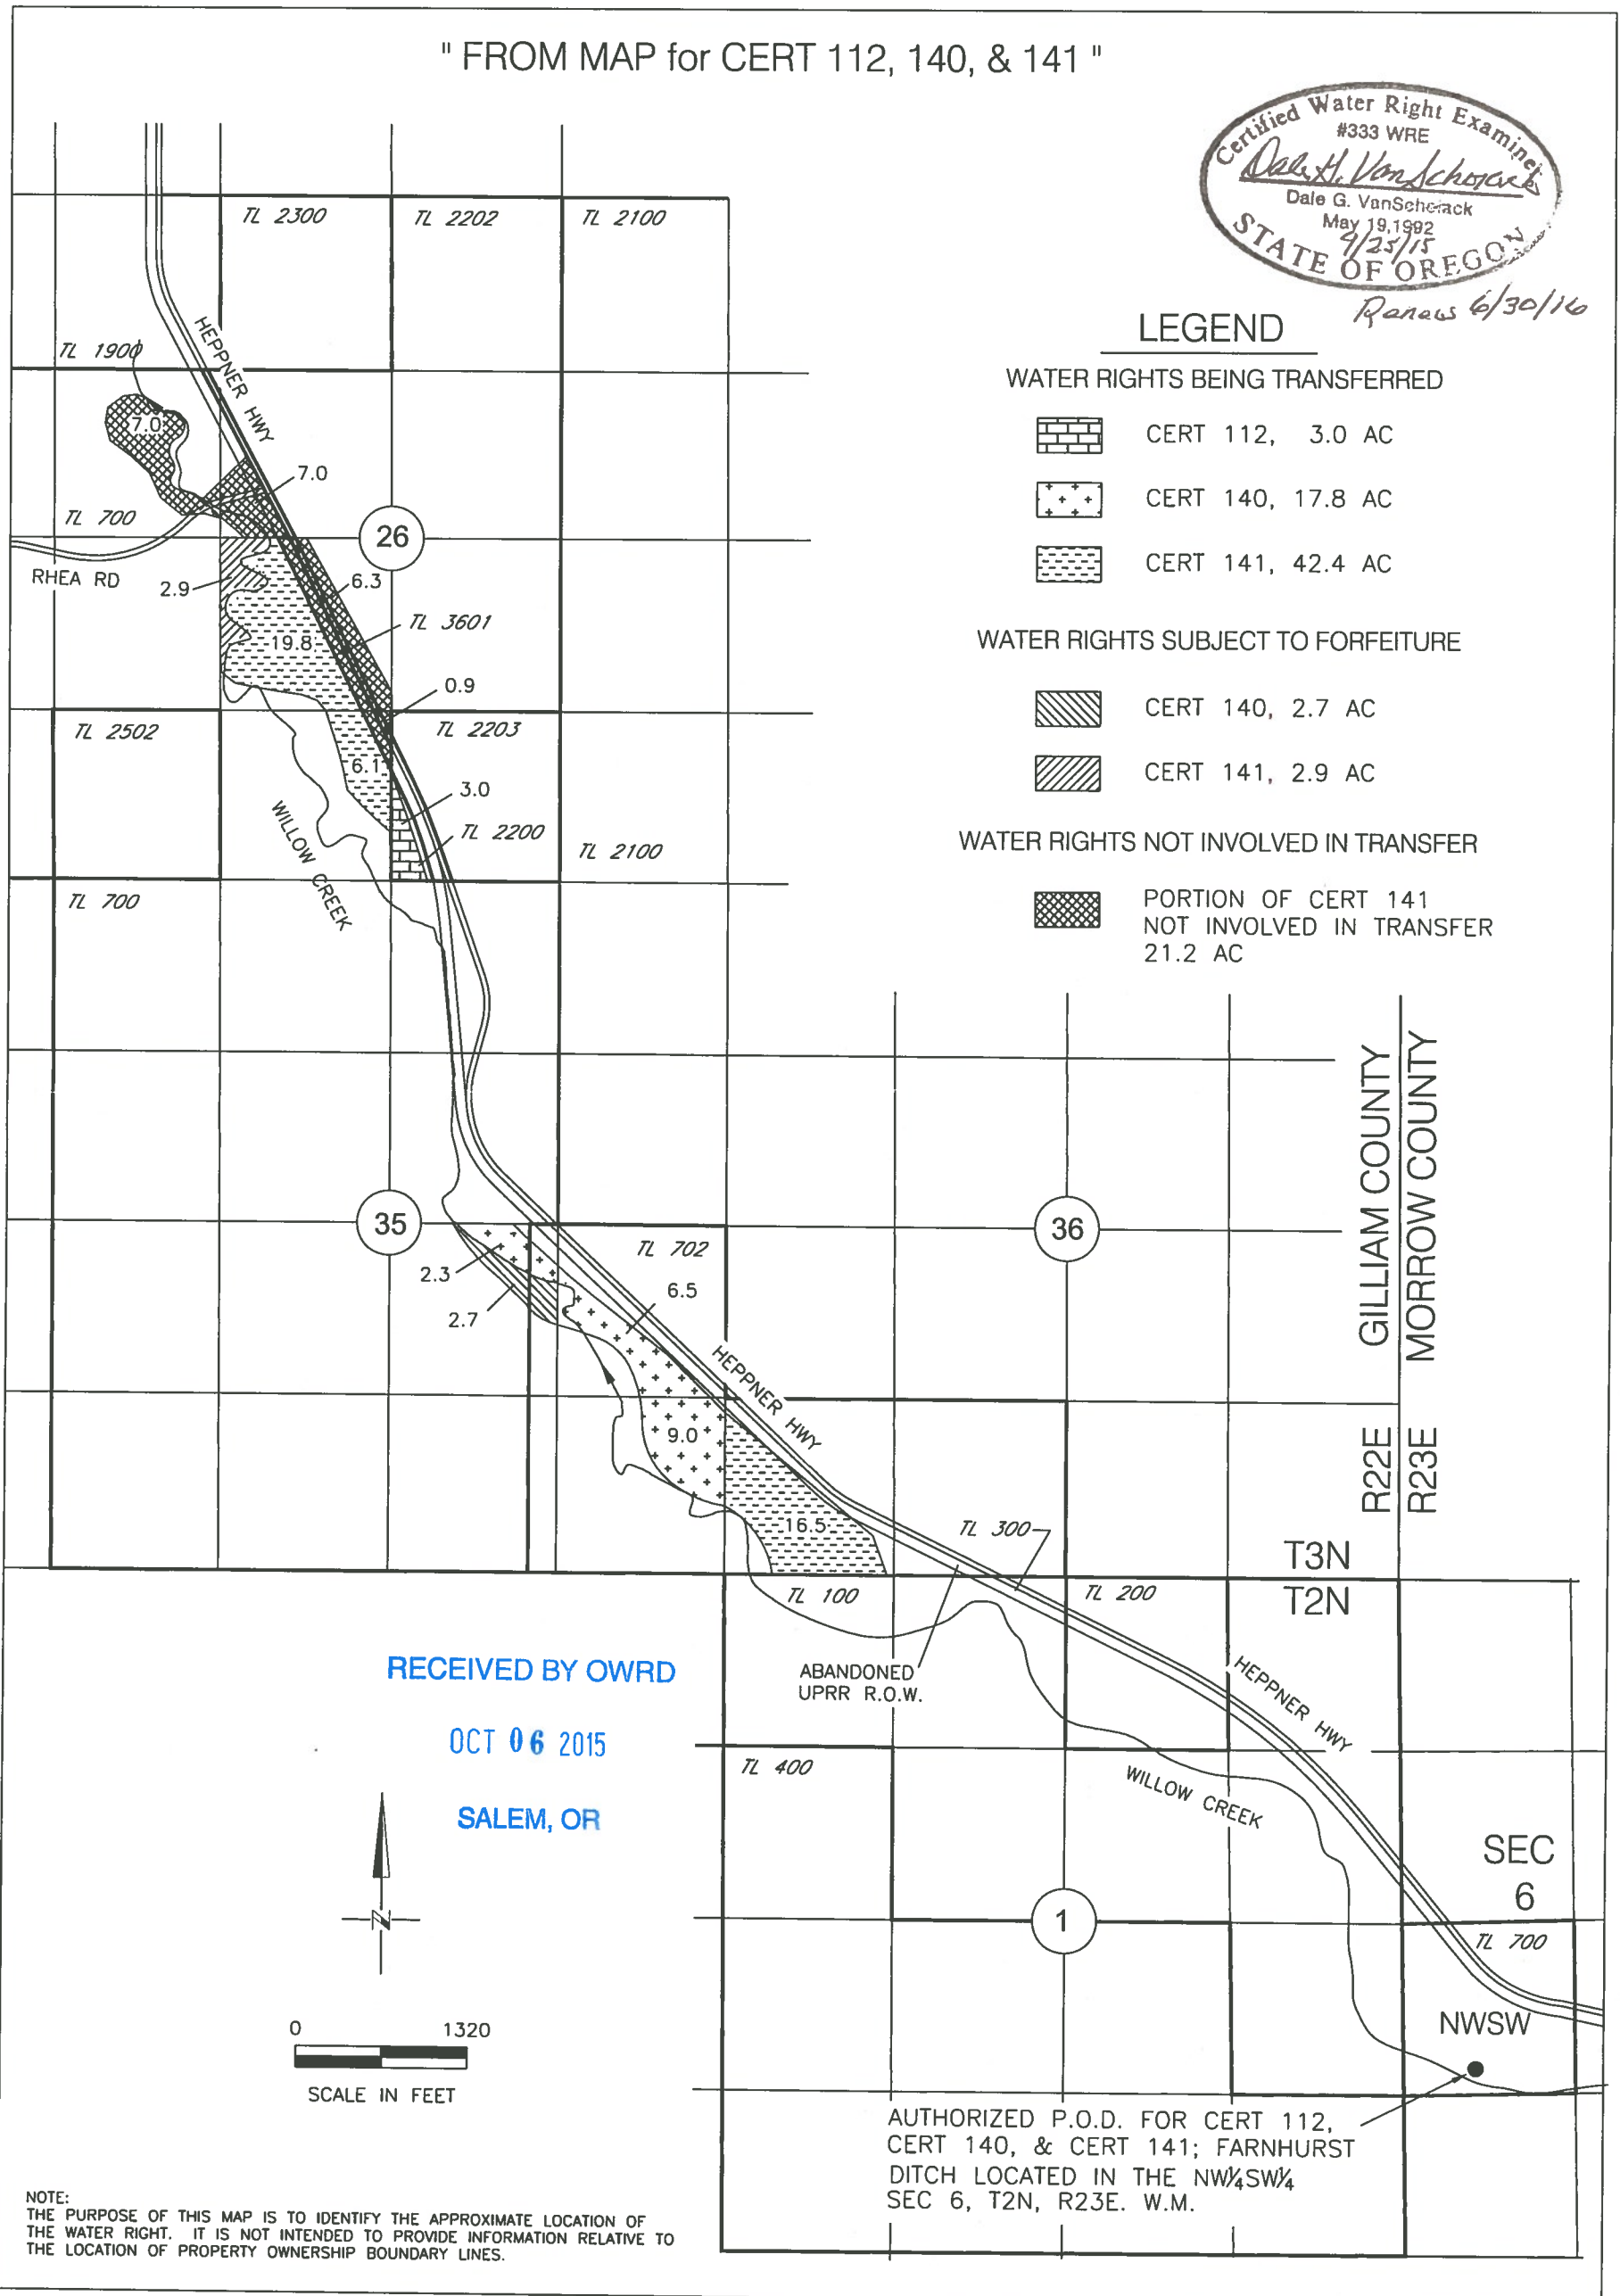 " FROM MAP for CERT 112, 140, & 141 "
Certified Water Right Examiner
#333 WRE
Dale G. VanSchoiack
May 19, 1992
9/25/15
STATE OF OREGON
Renews 6/30/16
LEGEND
WATER RIGHTS BEING TRANSFERRED
CERT 112, 3.0 AC
CERT 140, 17.8 AC
CERT 141, 42.4 AC
WATER RIGHTS SUBJECT TO FORFEITURE
CERT 140, 2.7 AC
CERT 141, 2.9 AC
WATER RIGHTS NOT INVOLVED IN TRANSFER
PORTION OF CERT 141
NOT INVOLVED IN TRANSFER
21.2 AC
TL 2300
TL 2202
TL 2100
HEPPNER HWY
TL 1900
7.0
7.0
TL 700
26
RHEA RD
2.9
6.3
TL 3601
19.8
0.9
TL 2502
TL 2203
6.1
3.0
WILLOW CREEK
TL 2200
TL 2100
TL 700
GILLIAM COUNTY
MORROW COUNTY
35
36
TL 702
2.3
6.5
2.7
HEPPNER HWY
9.0
R22E
R23E
16.5
TL 300
T3N
T2N
TL 100
TL 200
ABANDONED
UPRR R.O.W.
HEPPNER HWY
RECEIVED BY OWRD
OCT 06 2015
SALEM, OR
TL 400
WILLOW CREEK
SEC
6
1
TL 700
N
NWSW
0 1320
SCALE IN FEET
AUTHORIZED P.O.D. FOR CERT 112,
CERT 140, & CERT 141; FARNHURST
DITCH LOCATED IN THE NW¼SW¼
SEC 6, T2N, R23E. W.M.
NOTE:
THE PURPOSE OF THIS MAP IS TO IDENTIFY THE APPROXIMATE LOCATION OF
THE WATER RIGHT. IT IS NOT INTENDED TO PROVIDE INFORMATION RELATIVE TO
THE LOCATION OF PROPERTY OWNERSHIP BOUNDARY LINES.